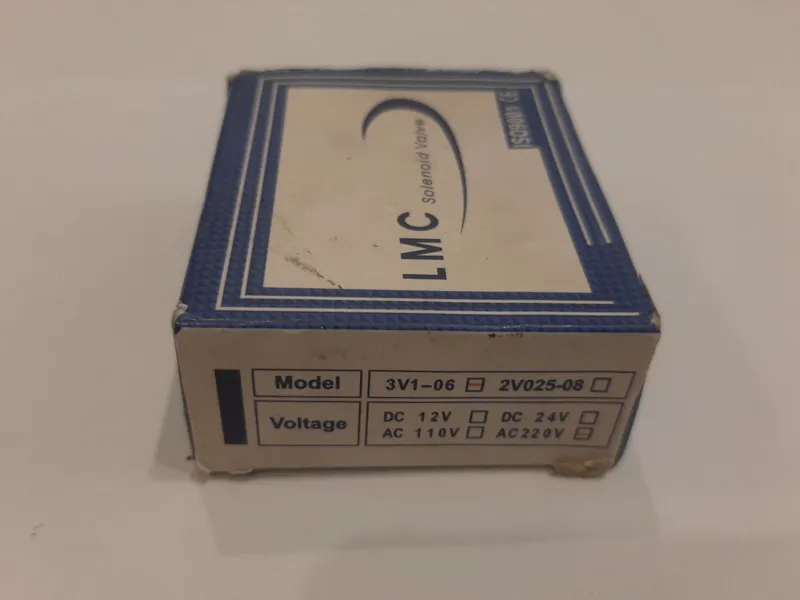 ISO9001 CE
Solenoid Valve
LMC
Model
3V1-06 2V025-08
Voltage
DC 12V DC 24V
AC 110V AC220V